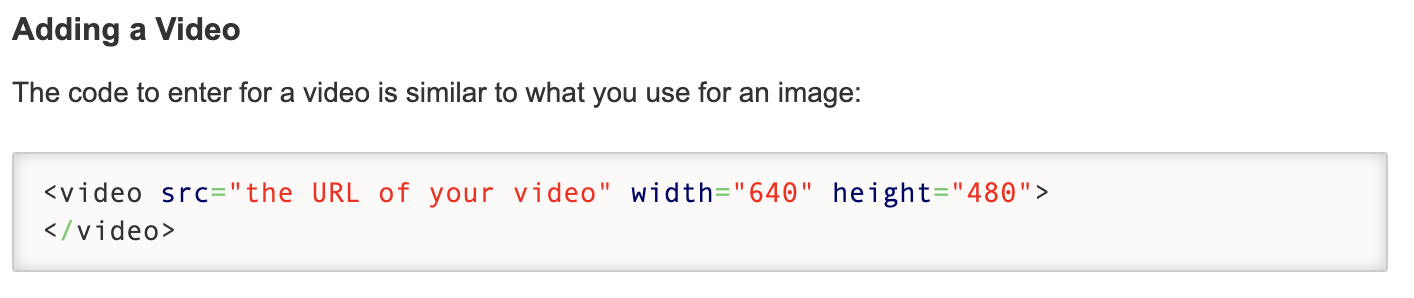 Adding a Video
The code to enter for a video is similar to what you use for an image:
<video src="the URL of your video" width="640" height="480">
</video>